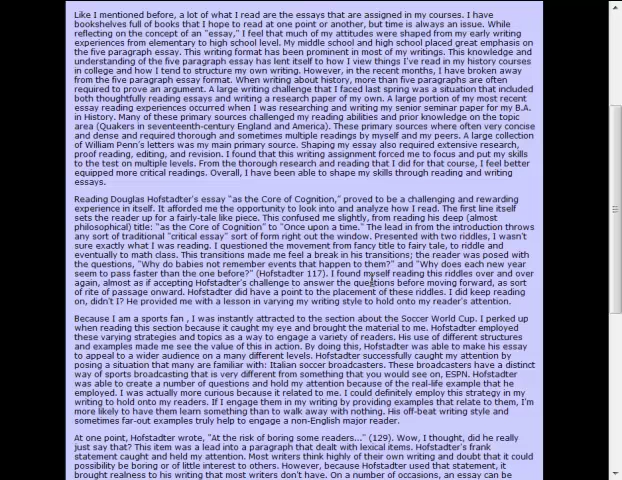 Like I mentioned before, a lot of what I read are the essays that are assigned in my courses. I have
bookshelves full of books that I hope to read at one point or another, but time is always an issue. While
reflecting on the concept of an "essay," I feel that much of my attitudes were shaped from my early writing
experiences from elementary to high school level. My middle school and high school placed great emphasis on
the five paragraph essay. This writing format has been prominent in most of my writings. This knowledge and
understanding of the five paragraph essay has lent itself to how I view things I've read in my history courses
in college and how I tend to structure my own writing. However, in the recent months, I have broken away
from the five paragraph essay format. When writing about history, more than five paragraphs are often
required to prove an argument. A large writing challenge that I faced last spring was a situation that included
both thoughtfully reading essays and writing a research paper of my own. A large portion of my most recent
essay reading experiences occurred when I was researching and writing my senior seminar paper for my B.A.
in History. Many of these primary sources challenged my reading abilities and prior knowledge on the topic
area (Quakers in seventeenth-century England and America). These primary sources where often very concise
and dense and required thorough and sometimes multiple readings by myself and my peers. A large collection
of William Penn's letters was my main primary source. Shaping my essay also required extensive research,
proof reading, editing, and revision. I found that this writing assignment forced me to focus and put my skills
to the test on multiple levels. From the thorough research and reading that I did for that course, I feel better
equipped more critical readings. Overall, I have been able to shape my skills through reading and writing
essays.
Reading Douglas Hofstadter's essay "as the Core of Cognition," proved to be a challenging and rewarding
experience in itself. It afforded me the opportunity to look into and analyze how I read. The first line itself
sets the reader up for a fairly-tale like piece. This confused me slightly, from reading his deep (almost
philosophical) title: "as the Core of Cognition" to "Once upon a time." The lead in from the introduction throws
any sort of traditional "critical essay" sort of form right out the window. Presented with two riddles, I wasn't
sure exactly what I was reading. I questioned the movement from fancy title to fairy tale, to riddle and
eventually to math class. This transitions made me feel a break in his transitions; the reader was posed with
the questions, "Why do babies not remember events that happen to them?" and "Why does each new year
seem to pass faster than the one before?" (Hofstadter 117). I found myself reading this riddles over and over
again, almost as if accepting Hofstadter's challenge to answer the questions before moving forward, as sort
of rite of passage onward. Hofstadter did have a point to the placement of these riddles. I did keep reading
on, didn't I? He provided me with a lesson in varying my writing style to hold onto my reader's attention.
Because I am a sports fan , I was instantly attracted to the section about the Soccer World Cup. I perked up
when reading this section because it caught my eye and brought the material to me. Hofstadter employed
these varying strategies and topics as a way to engage a variety of readers. His use of different structures
and examples made me see the value of this in action. By doing this, Hofstadter was able to make his essay
to appeal to a wider audience on a many different levels. Hofstadter successfully caught my attention by
posing a situation that many are familiar with: Italian soccer broadcasters. These broadcasters have a distinct
way of sports broadcasting that is very different from something that you would see on, ESPN. Hofstadter
was able to create a number of questions and hold my attention because of the real-life example that he
employed. I was actually more curious because it related to me. I could definitely employ this strategy in my
writing to hold onto my readers. If I engage them in my writing by providing examples that relate to them, I'm
more likely to have them learn something than to walk away with nothing. His off-beat writing style and
sometimes far-out examples truly help to engage a non-English major reader.
At one point, Hofstadter wrote, "At the risk of boring some readers..." (129). Wow, I thought, did he really
just say that? This item was a lead into a paragraph that dealt with lexical items. Hofstadter's frank
statement caught and held my attention. Most writers think highly of their own writing and doubt that it could
possibility be boring or of little interest to others. However, because Hofstadter used that statement, it
brought realness to his writing that most writers don't have. On a number of occasions, an essay can be